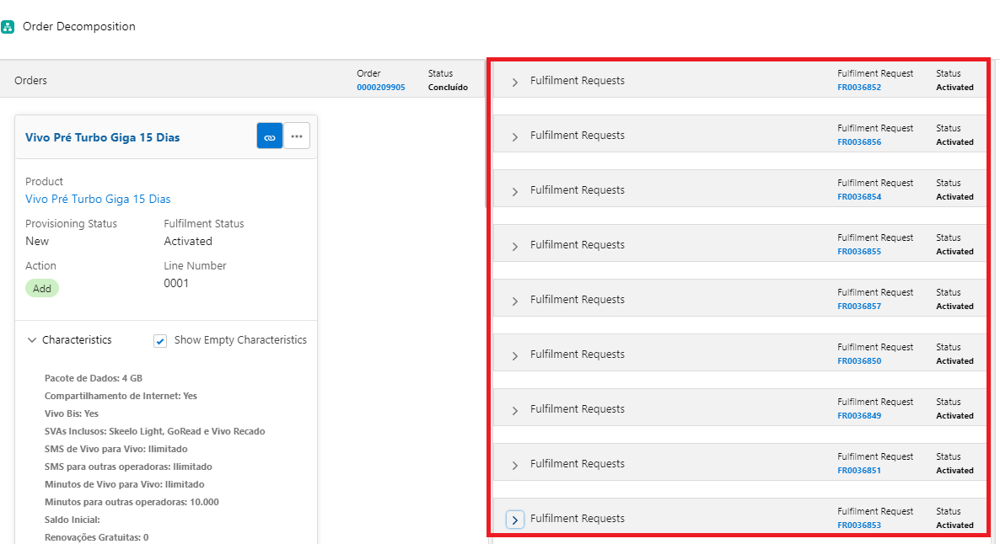 Order Decomposition
Orders
Order
0000209905
Status
Concluído
Vivo Pré Turbo Giga 15 Dias
Product
Vivo Pré Turbo Giga 15 Dias
Provisioning Status
New
Fulfilment Status
Activated
Action
Add
Line Number
0001
Characteristics
Show Empty Characteristics
Pacote de Dados: 4 GB
Compartilhamento de Internet: Yes
Vivo Bis: Yes
SVAs Inclusos: Skeelo Light, GoRead e Vivo Recado
SMS de Vivo para Vivo: Ilimitado
SMS para outras operadoras: Ilimitado
Minutos de Vivo para Vivo: Ilimitado
Minutos para outras operadoras: 10.000
Saldo Inicial:
Renovações Gratuitas: 0
Fulfilment Requests
Fulfilment Request
FR0036852
Status
Activated
Fulfilment Requests
Fulfilment Request
FR0036856
Status
Activated
Fulfilment Requests
Fulfilment Request
FR0036854
Status
Activated
Fulfilment Requests
Fulfilment Request
FR0036855
Status
Activated
Fulfilment Requests
Fulfilment Request
FR0036857
Status
Activated
Fulfilment Requests
Fulfilment Request
FR0036850
Status
Activated
Fulfilment Requests
Fulfilment Request
FR0036849
Status
Activated
Fulfilment Requests
Fulfilment Request
FR0036851
Status
Activated
Fulfilment Requests
Fulfilment Request
FR0036853
Status
Activated